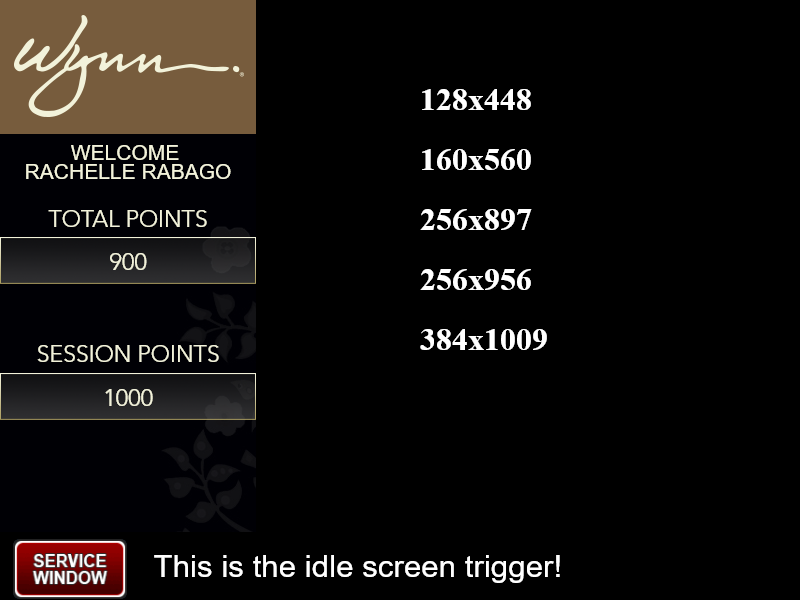 Wynn
WELCOME
RACHELLE RABAGO
TOTAL POINTS
900
SESSION POINTS
1000
128x448
160x560
256x897
256x956
384x1009
SERVICE
WINDOW
This is the idle screen trigger!